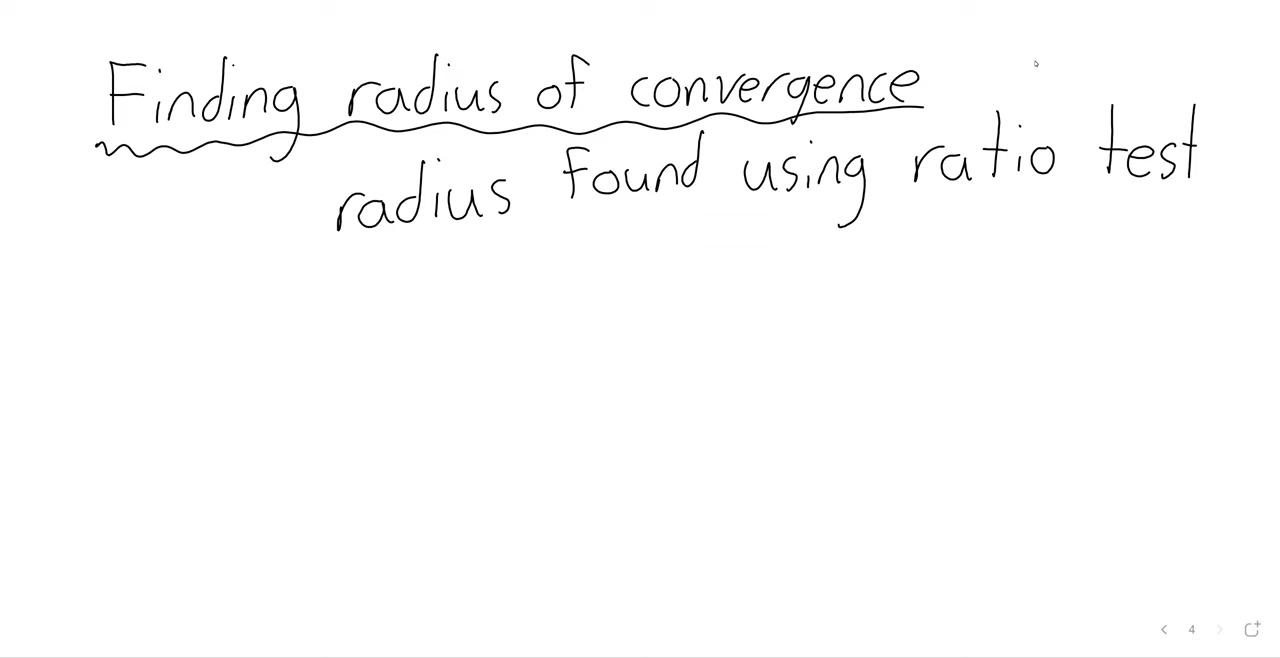 Finding radius of convergence
radius found using ratio test
4